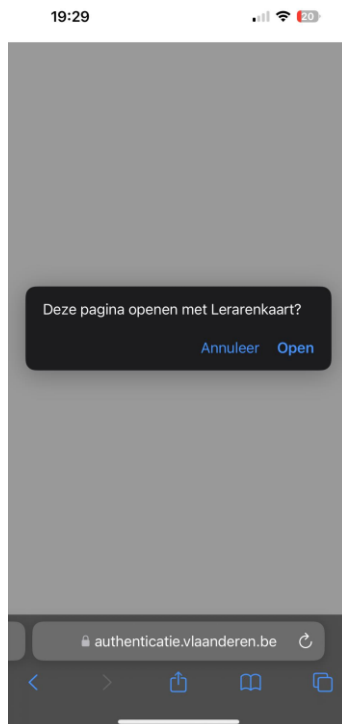 19:29
20
Deze pagina openen met Lerarenkaart?
Annuleer Open
authenticatie.vlaanderen.be